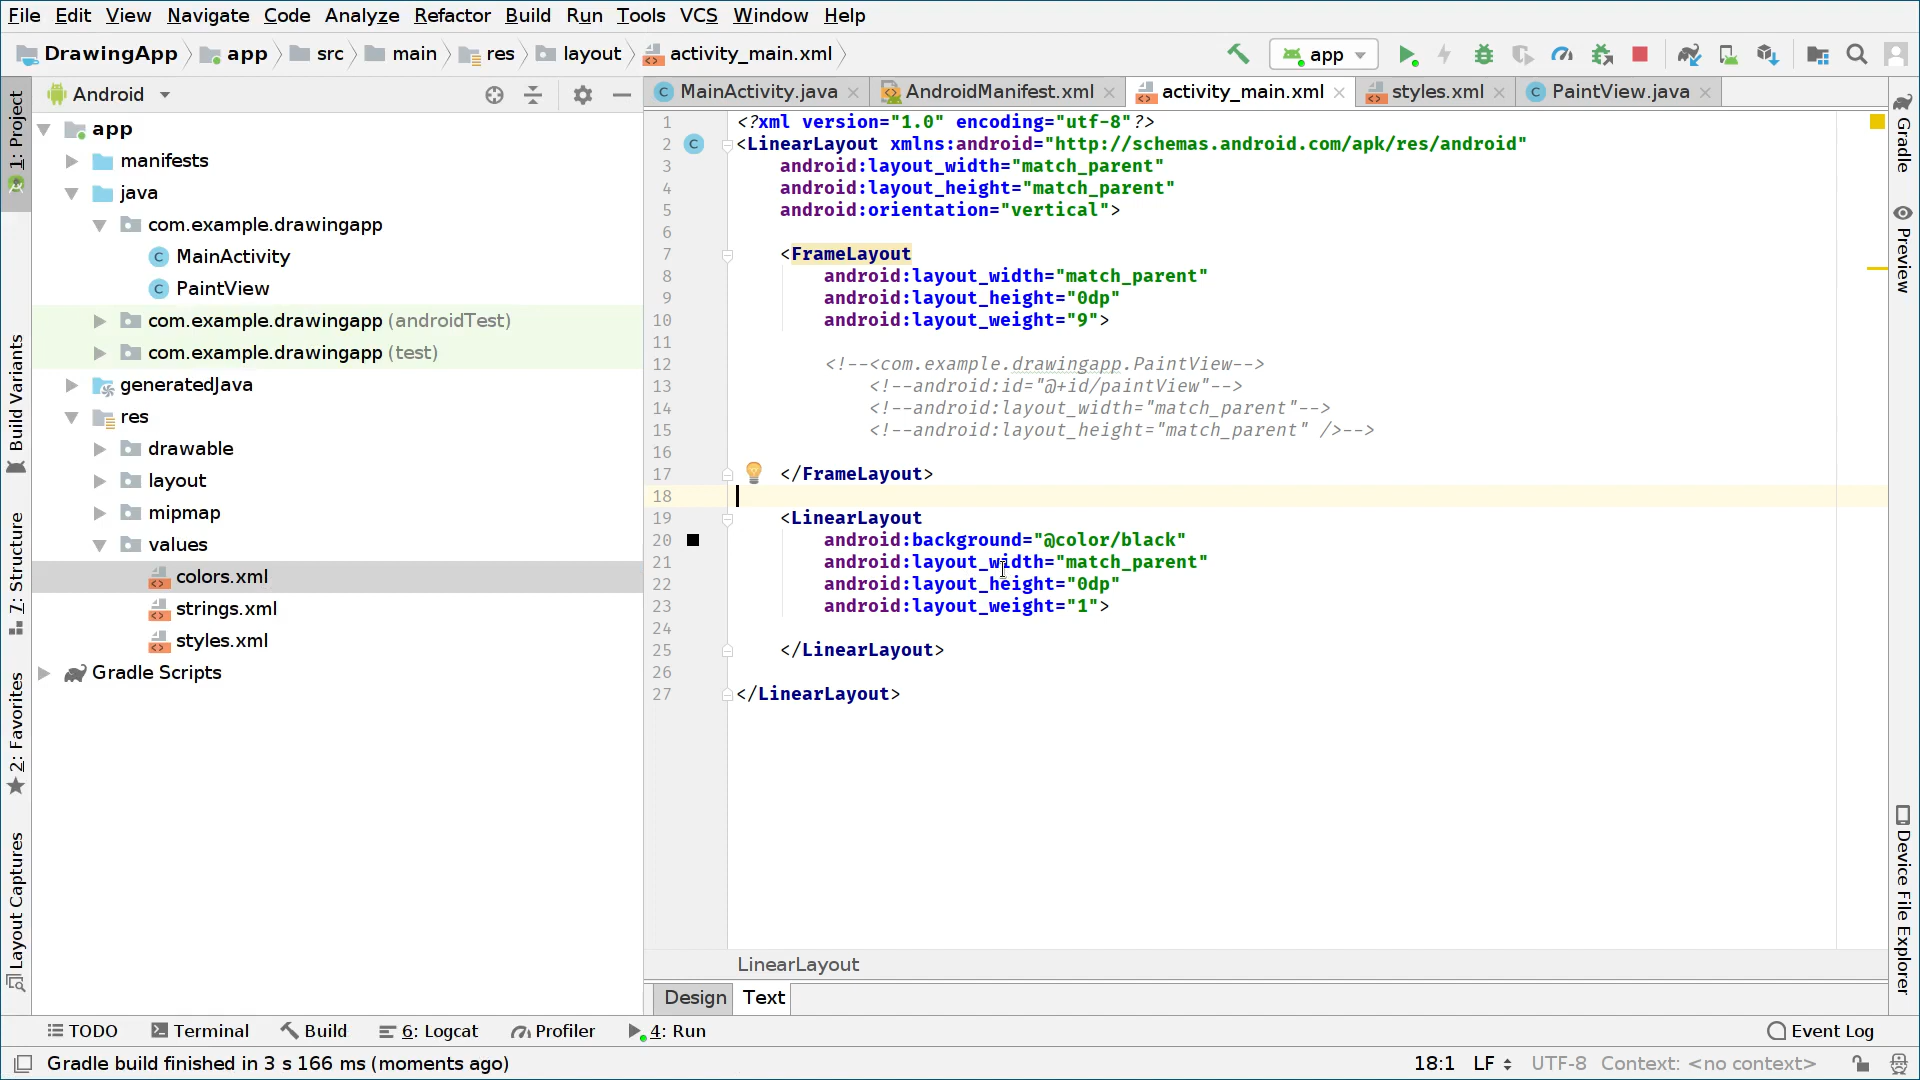 File Edit View Navigate Code Analyze Refactor Build Run Tools VCS Window Help
DrawingApp app src main res layout activity_main.xml app
1: Project
Build Variants
7: Structure
2: Favorites
Layout Captures
Android
app
manifests
java
com.example.drawingapp
MainActivity
PaintView
com.example.drawingapp (androidTest)
com.example.drawingapp (test)
generatedJava
res
drawable
layout
mipmap
values
colors.xml
strings.xml
styles.xml
Gradle Scripts
MainActivity.java AndroidManifest.xml activity_main.xml styles.xml PaintView.java
1 <?xml version="1.0" encoding="utf-8"?>
2 <LinearLayout xmlns:android="http://schemas.android.com/apk/res/android"
3 android:layout_width="match_parent"
4 android:layout_height="match_parent"
5 android:orientation="vertical">
6
7 <FrameLayout
8 android:layout_width="match_parent"
9 android:layout_height="0dp"
10 android:layout_weight="9">
11
12 <!--<com.example.drawingapp.PaintView-->
13 <!--android:id="@+id/paintView"-->
14 <!--android:layout_width="match_parent"-->
15 <!--android:layout_height="match_parent" />-->
16
17 </FrameLayout>
18
19 <LinearLayout
20 android:background="@color/black"
21 android:layout_width="match_parent"
22 android:layout_height="0dp"
23 android:layout_weight="1">
24
25 </LinearLayout>
26
27 </LinearLayout>
LinearLayout
Design Text
Gradle
Preview
Device File Explorer
TODO Terminal Build 6: Logcat Profiler 4: Run Event Log
Gradle build finished in 3 s 166 ms (moments ago) 18:1 LF UTF-8 Context: <no context>